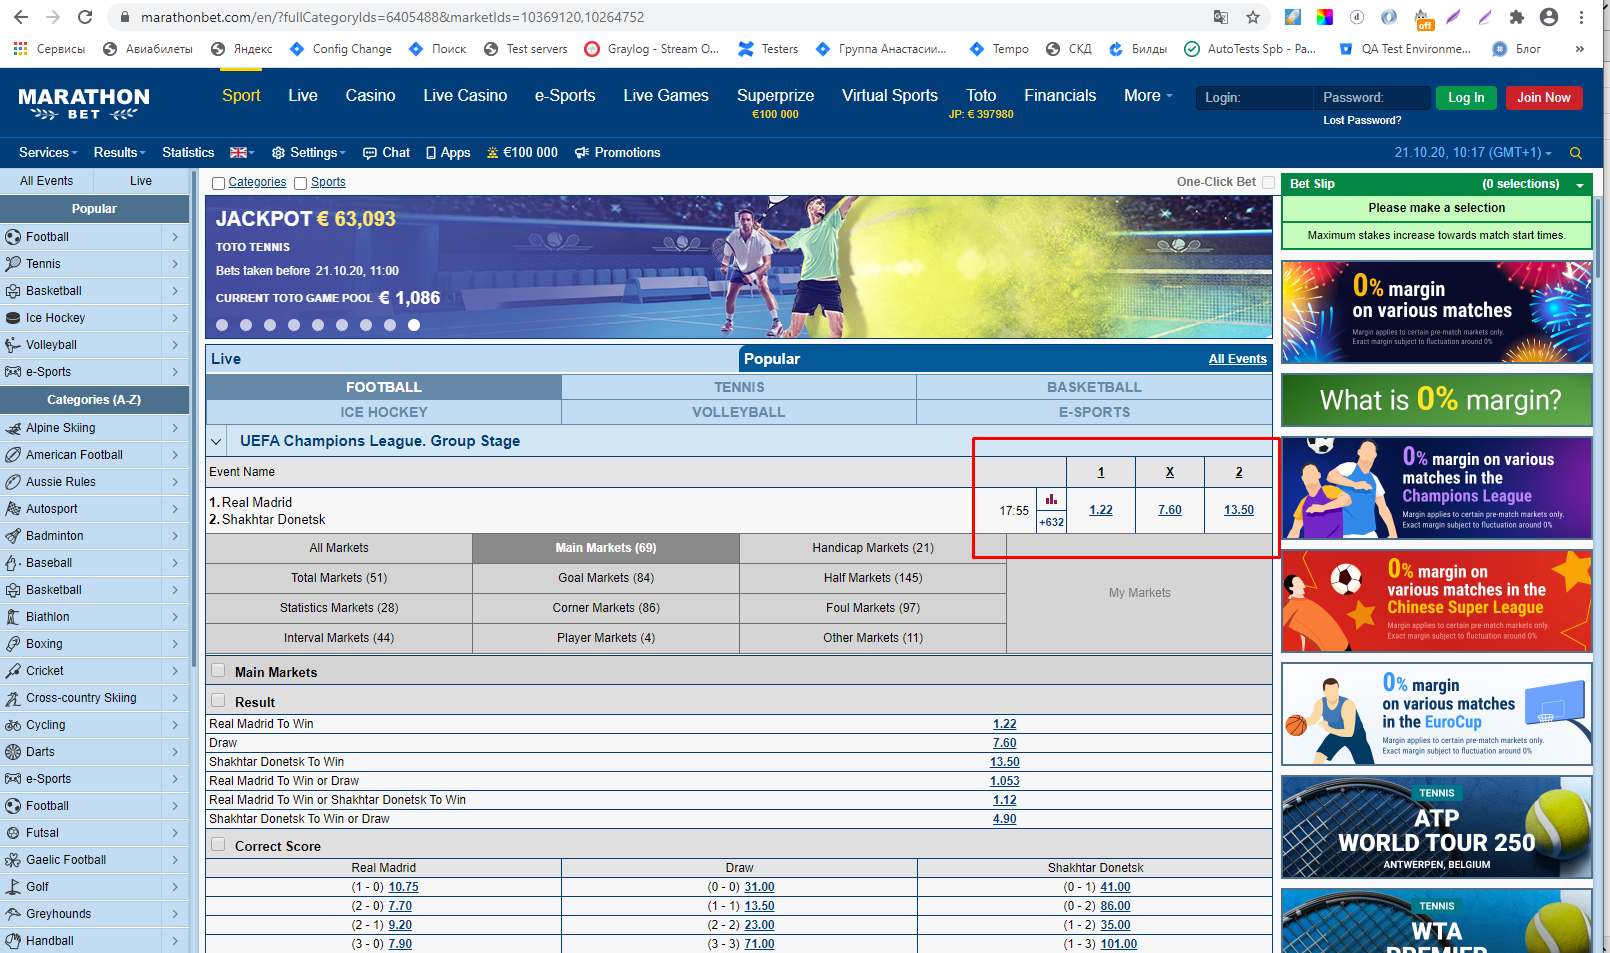 marathonbet.com/en/?fullCategoryIds=6405488&marketIds=10369120,10264752
off
Сервисы Авиабилеты Яндекс Config Change Поиск Test servers Graylog - Stream O... Testers Группа Анастасии... Tempo СКД Билды AutoTests Spb - Pa... QA Test Environme... Блог »
MARATHON
BET
Sport Live Casino Live Casino e-Sports Live Games Superprize Virtual Sports Toto Financials More
€100 000 JP: € 397980
Login: Password: Log In Join Now
Lost Password?
Services Results Statistics Settings Chat Apps €100 000 Promotions
21.10.20, 10:17 (GMT+1)
All Events Live
Popular
Football
Tennis
Basketball
Ice Hockey
Volleyball
e-Sports
Categories (A-Z)
Alpine Skiing
American Football
Aussie Rules
Autosport
Badminton
Baseball
Basketball
Biathlon
Boxing
Cricket
Cross-country Skiing
Cycling
Darts
e-Sports
Football
Futsal
Gaelic Football
Golf
Greyhounds
Handball
Categories Sports
One-Click Bet
JACKPOT € 63,093
TOTO TENNIS
Bets taken before 21.10.20, 11:00
CURRENT TOTO GAME POOL € 1,086
Live
Popular All Events
FOOTBALL TENNIS BASKETBALL
ICE HOCKEY VOLLEYBALL E-SPORTS
UEFA Champions League. Group Stage
Event Name 1 X 2
1. Real Madrid
2. Shakhtar Donetsk
17:55 +632 1.22 7.60 13.50
All Markets Main Markets (69) Handicap Markets (21)
Total Markets (51) Goal Markets (84) Half Markets (145)
Statistics Markets (28) Corner Markets (86) Foul Markets (97)
Interval Markets (44) Player Markets (4) Other Markets (11)
My Markets
Main Markets
Result
Real Madrid To Win 1.22
Draw 7.60
Shakhtar Donetsk To Win 13.50
Real Madrid To Win or Draw 1.053
Real Madrid To Win or Shakhtar Donetsk To Win 1.12
Shakhtar Donetsk To Win or Draw 4.90
Correct Score
Real Madrid Draw Shakhtar Donetsk
(1 - 0) 10.75 (0 - 0) 31.00 (0 - 1) 41.00
(2 - 0) 7.70 (1 - 1) 13.50 (0 - 2) 86.00
(2 - 1) 9.20 (2 - 2) 23.00 (1 - 2) 35.00
(3 - 0) 7.90 (3 - 3) 71.00 (1 - 3) 101.00
Bet Slip (0 selections)
Please make a selection
Maximum stakes increase towards match start times.
0% margin
on various matches
Margin applies to certain pre-match markets only.
Exact margin subject to fluctuation around 0%
What is 0% margin?
0% margin on various
matches in the
Champions League
Margin applies to certain pre-match markets only.
Exact margin subject to fluctuation around 0%
0% margin on
various matches in the
Chinese Super League
Margin applies to certain pre-match markets only.
Exact margin subject to fluctuation around 0%
0% margin
on various matches
in the EuroCup
Margin applies to certain pre-match markets only.
Exact margin subject to fluctuation around 0%
TENNIS
ATP
WORLD TOUR 250
ANTWERPEN, BELGIUM
TENNIS
WTA
PREMIER